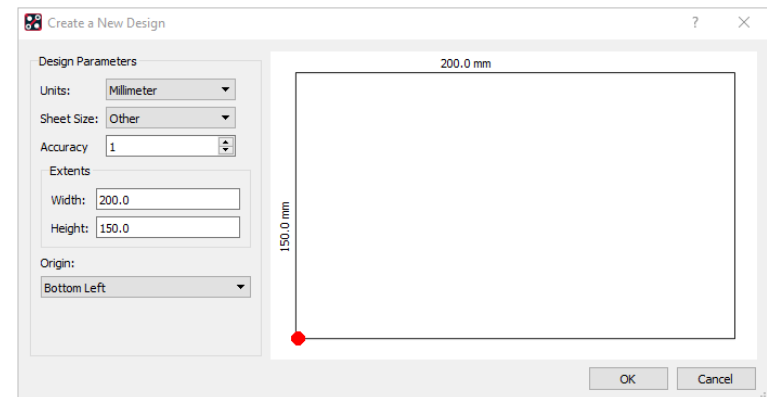 Create a New Design
?
Design Parameters
Units: Millimeter
Sheet Size: Other
Accuracy 1
Extents
Width: 200.0
Height: 150.0
Origin:
Bottom Left
200.0 mm
150.0 mm
OK Cancel